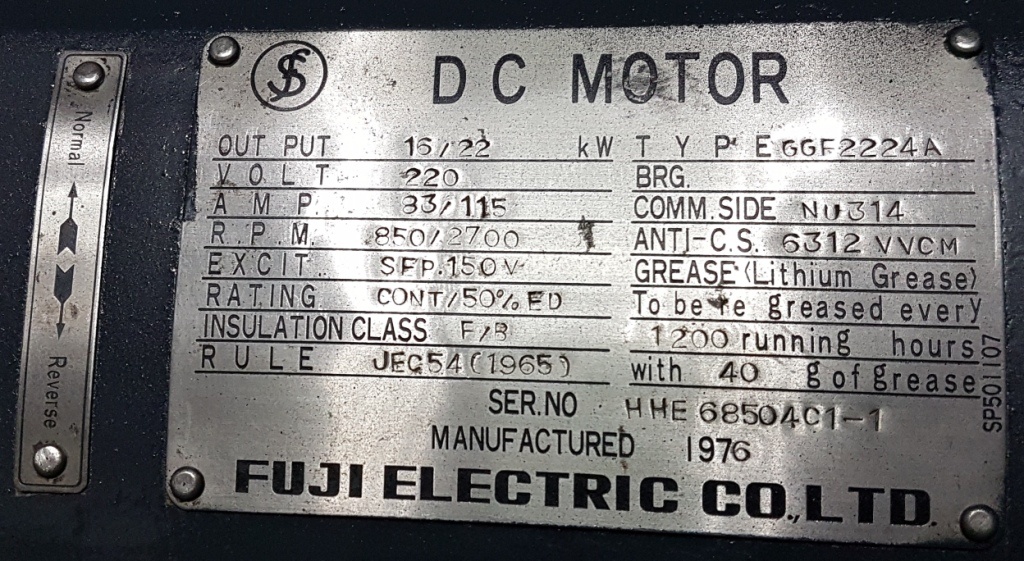 Normal
Reverse
DC MOTOR
OUT PUT 16/22 kW
VOLT 220
AMP. 83/115
R.P.M. 850/2700
EXCIT. SEP.150V
RATING CONT/50% ED
INSULATION CLASS F/B
RULE JEC54(1965)
TYPE GGF2224A
BRG.
COMM.SIDE NU314
ANTI-C.S. 6312 VVCM
GREASE (Lithium Grease)
To be re greased every
1200 running hours
with 40 g of grease
SP501107
SER.NO HHE 68504C1-1
MANUFACTURED 1976
FUJI ELECTRIC CO.,LTD.